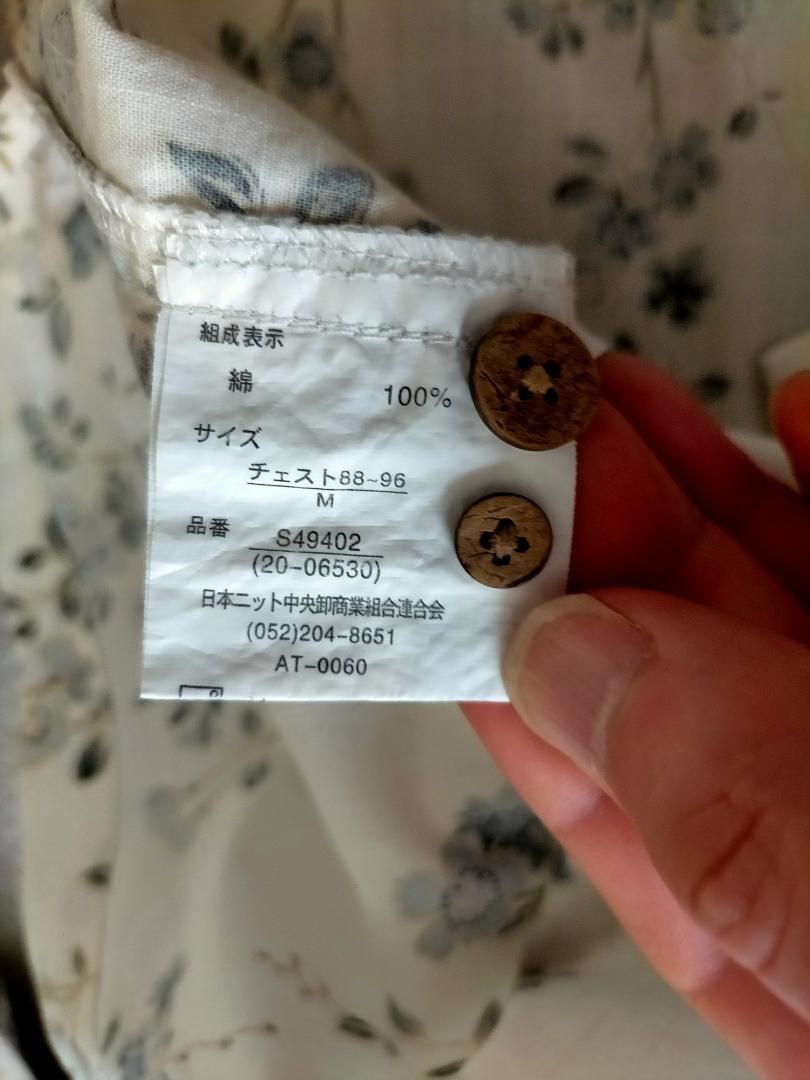 組成表示
綿 100%
サイズ
チェスト88~96
M
品番 S49402
(20-06530)
日本ニット中央卸商業組合連合会
(052)204-8651
AT-0060